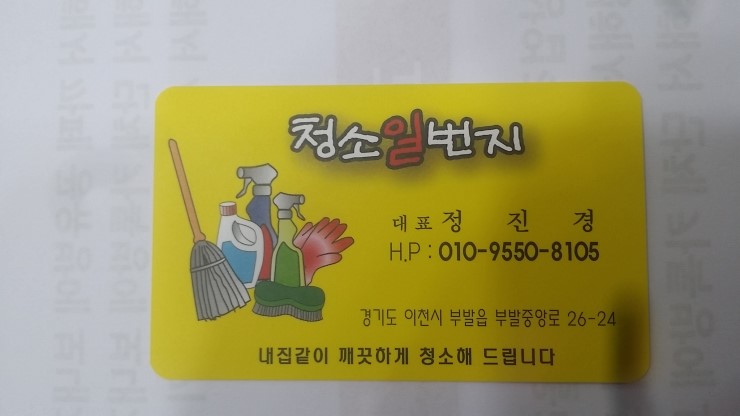 청소일번지
대표 정 진 경
H.P : 010-9550-8105
경기도 이천시 부발읍 부발중앙로 26-24
내집같이 깨끗하게 청소해 드립니다